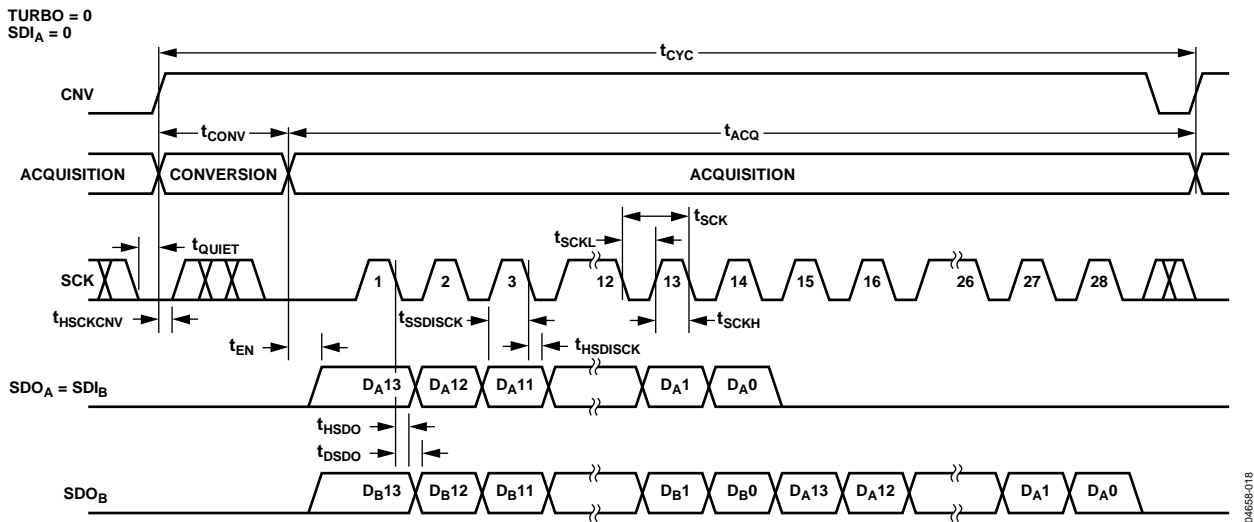 TURBO = 0
SDIA = 0
tCYC
CNV
tCONV
tACQ
ACQUISITION
CONVERSION
ACQUISITION
tSCK
tSCKL
tQUIET
SCK
1
2
3
12
13
14
15
16
26
27
28
tHSCKCNV
tSSDISCK
tSCKH
tEN
tHSDISCK
SDOA = SDIB
DA13
DA12
DA11
DA1
DA0
tHSDO
tDSDO
SDOB
DB13
DB12
DB11
DB1
DB0
DA13
DA12
DA1
DA0
04658-018